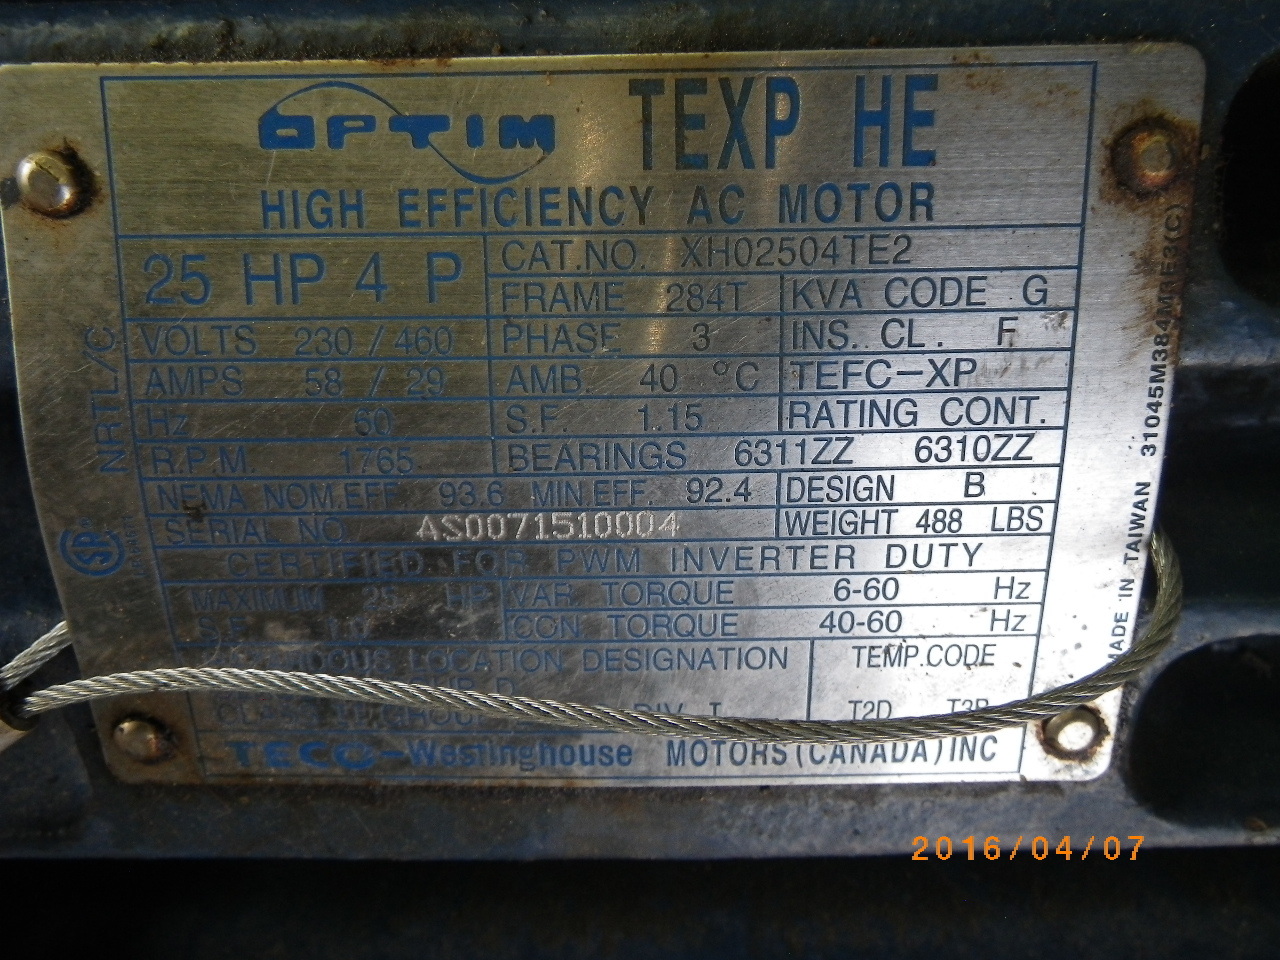 OPTIM TEXP HE
HIGH EFFICIENCY AC MOTOR
25 HP 4 P
CAT.NO. XH02504TE2
FRAME 284T KVA CODE G
VOLTS 230 / 460 PHASE 3 INS. CL. F
AMPS 58 / 29 AMB. 40 °C TEFC-XP
Hz 60 S.F. 1.15 RATING CONT.
R.P.M. 1765 BEARINGS 6311ZZ 6310ZZ
NEMA NOM.EFF. 93.6 MIN.EFF. 92.4 DESIGN B
SERIAL NO. AS0071510004 WEIGHT 488 LBS
CERTIFIED FOR PWM INVERTER DUTY
MAXIMUM 25 HP VAR. TORQUE 6-60 Hz
S.F. CON TORQUE 40-60 Hz
LOCATION DESIGNATION TEMP.CODE
T2D
TECO-Westinghouse MOTORS(CANADA)INC
NRTL/C
SP
MADE IN TAIWAN
2016/04/07